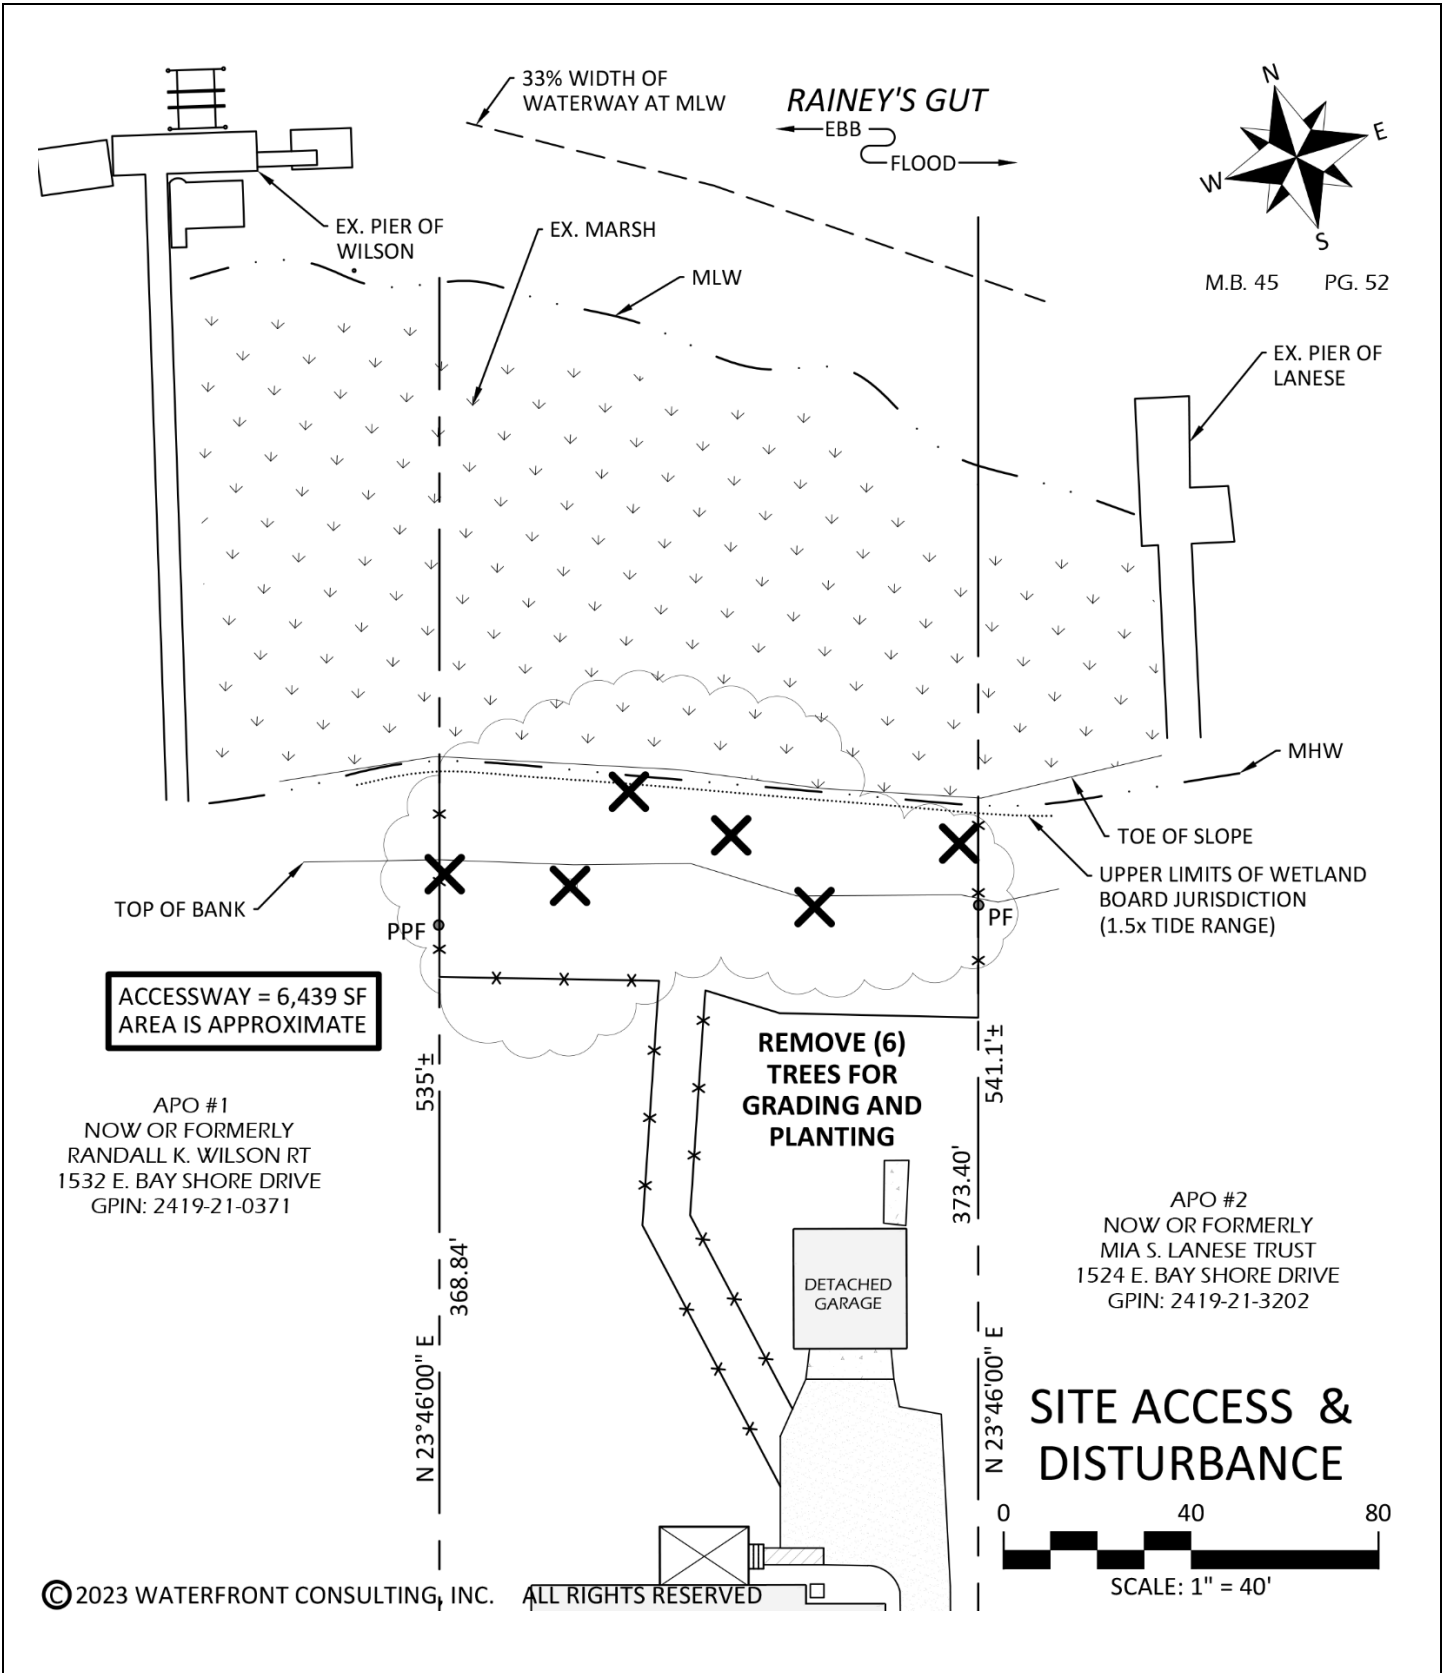 33% WIDTH OF
WATERWAY AT MLW
RAINEY'S GUT
EBB
FLOOD
N
E
W
S
M.B. 45 PG. 52
EX. PIER OF
WILSON
EX. MARSH
MLW
EX. PIER OF
LANESE
MHW
TOE OF SLOPE
UPPER LIMITS OF WETLAND
BOARD JURISDICTION
(1.5x TIDE RANGE)
TOP OF BANK
PPF
PF
ACCESSWAY = 6,439 SF
AREA IS APPROXIMATE
REMOVE (6)
TREES FOR
GRADING AND
PLANTING
535'±
541.1'±
APO #1
NOW OR FORMERLY
RANDALL K. WILSON RT
1532 E. BAY SHORE DRIVE
GPIN: 2419-21-0371
373.40'
APO #2
NOW OR FORMERLY
MIA S. LANESE TRUST
1524 E. BAY SHORE DRIVE
GPIN: 2419-21-3202
368.84'
DETACHED
GARAGE
N 23°46'00" E
N 23°46'00" E
SITE ACCESS &
DISTURBANCE
0 40 80
SCALE: 1" = 40'
© 2023 WATERFRONT CONSULTING, INC. ALL RIGHTS RESERVED